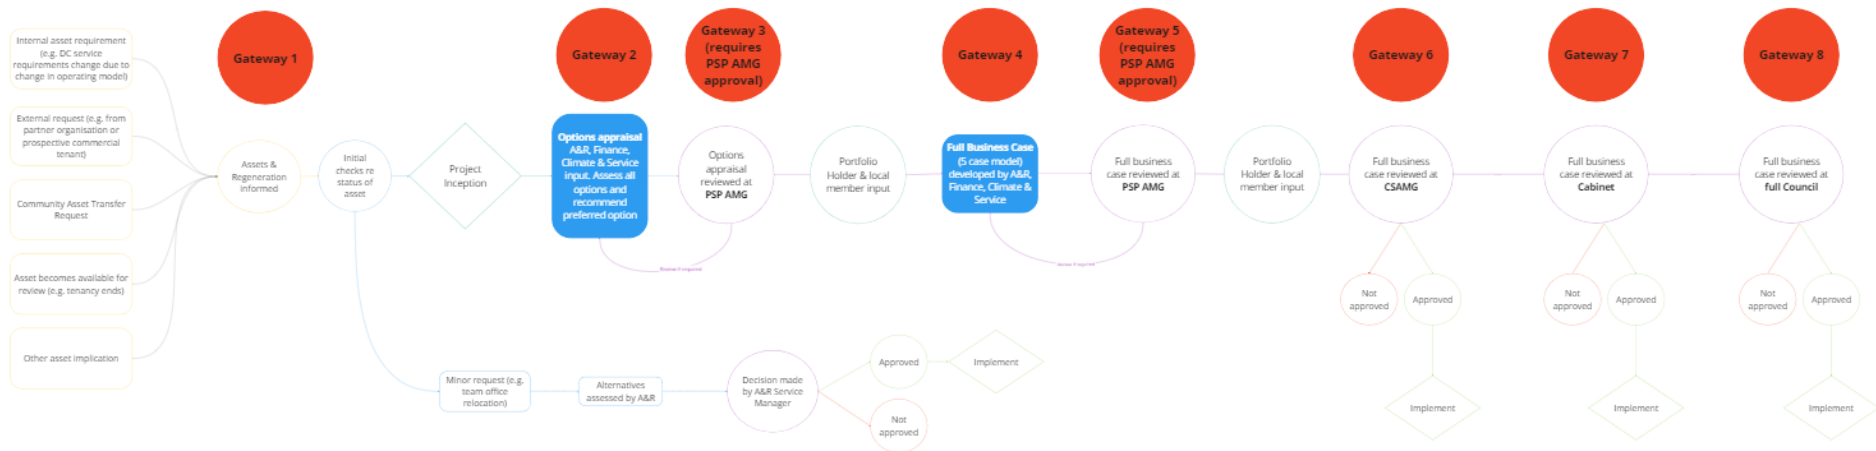 Internal asset requirement
(e.g. DC service
requirements change due to
change in operating model)
External request (e.g. from
partner organisation or
prospective commercial
tenant)
Community Asset Transfer
Request
Asset becomes available for
review (e.g. tenancy ends)
Other asset implication
Gateway 1
Assets &
Regeneration
informed
Initial
checks re
status of
asset
Project
Inception
Gateway 2
Options appraisal
A&R, Finance,
Climate & Service
input. Assess all
options and
recommend
preferred option
Gateway 3
(requires
PSP AMG
approval)
Options
appraisal
reviewed at
PSP AMG
Review if required
Portfolio
Holder & local
member input
Gateway 4
Full Business Case
(5 case model)
developed by A&R,
Finance, Climate &
Service
Gateway 5
(requires
PSP AMG
approval)
Full business
case reviewed at
PSP AMG
Review if required
Portfolio
Holder & local
member input
Gateway 6
Full business
case reviewed at
CSAMG
Not
approved
Approved
Implement
Gateway 7
Full business
case reviewed at
Cabinet
Not
approved
Approved
Implement
Gateway 8
Full business
case reviewed at
full Council
Not
approved
Approved
Implement
Minor request (e.g.
team office
relocation)
Alternatives
assessed by A&R
Decision made
by A&R Service
Manager
Approved
Implement
Not
approved